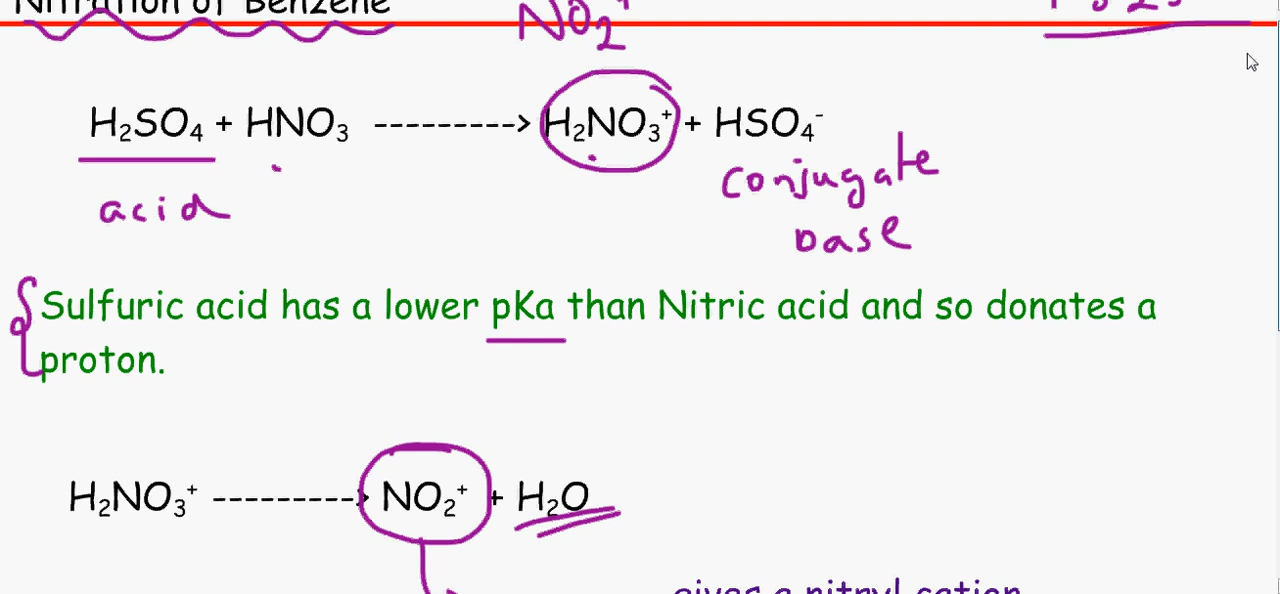 Nitration of Benzene
NO₂⁺
H₂SO₄ + HNO₃ ---------> H₂NO₃⁺ + HSO₄⁻
acid
conjugate
base
Sulfuric acid has a lower pKa than Nitric acid and so donates a
proton.
H₂NO₃⁺ ---------> NO₂⁺ + H₂O
gives a nitryl cation